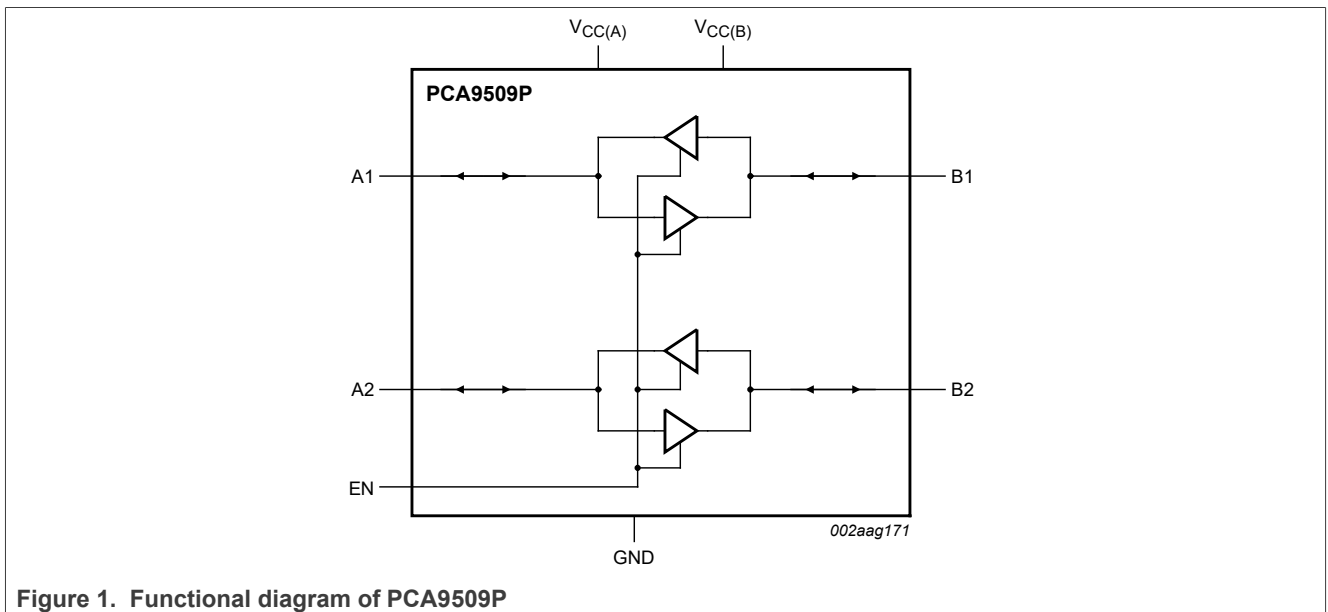 VCC(A) VCC(B)
PCA9509P
A1 B1
A2 B2
EN
002aag171
GND
Figure 1. Functional diagram of PCA9509P